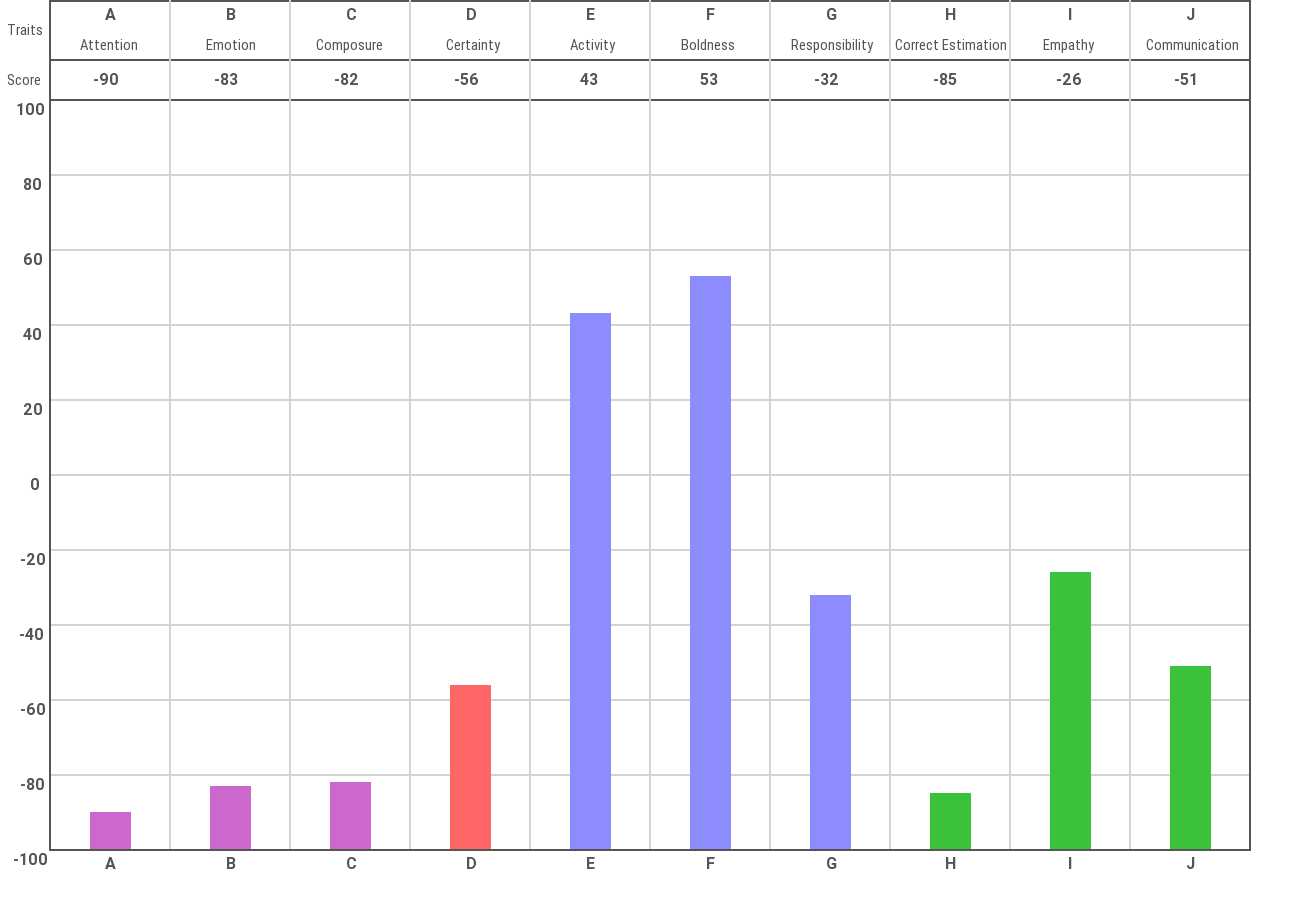 Traits A B C D E F G H I J
Attention Emotion Composure Certainty Activity Boldness Responsibility Correct Estimation Empathy Communication
Score -90 -83 -82 -56 43 53 -32 -85 -26 -51
100
80
60
40
20
0
-20
-40
-60
-80
-100
A B C D E F G H I J